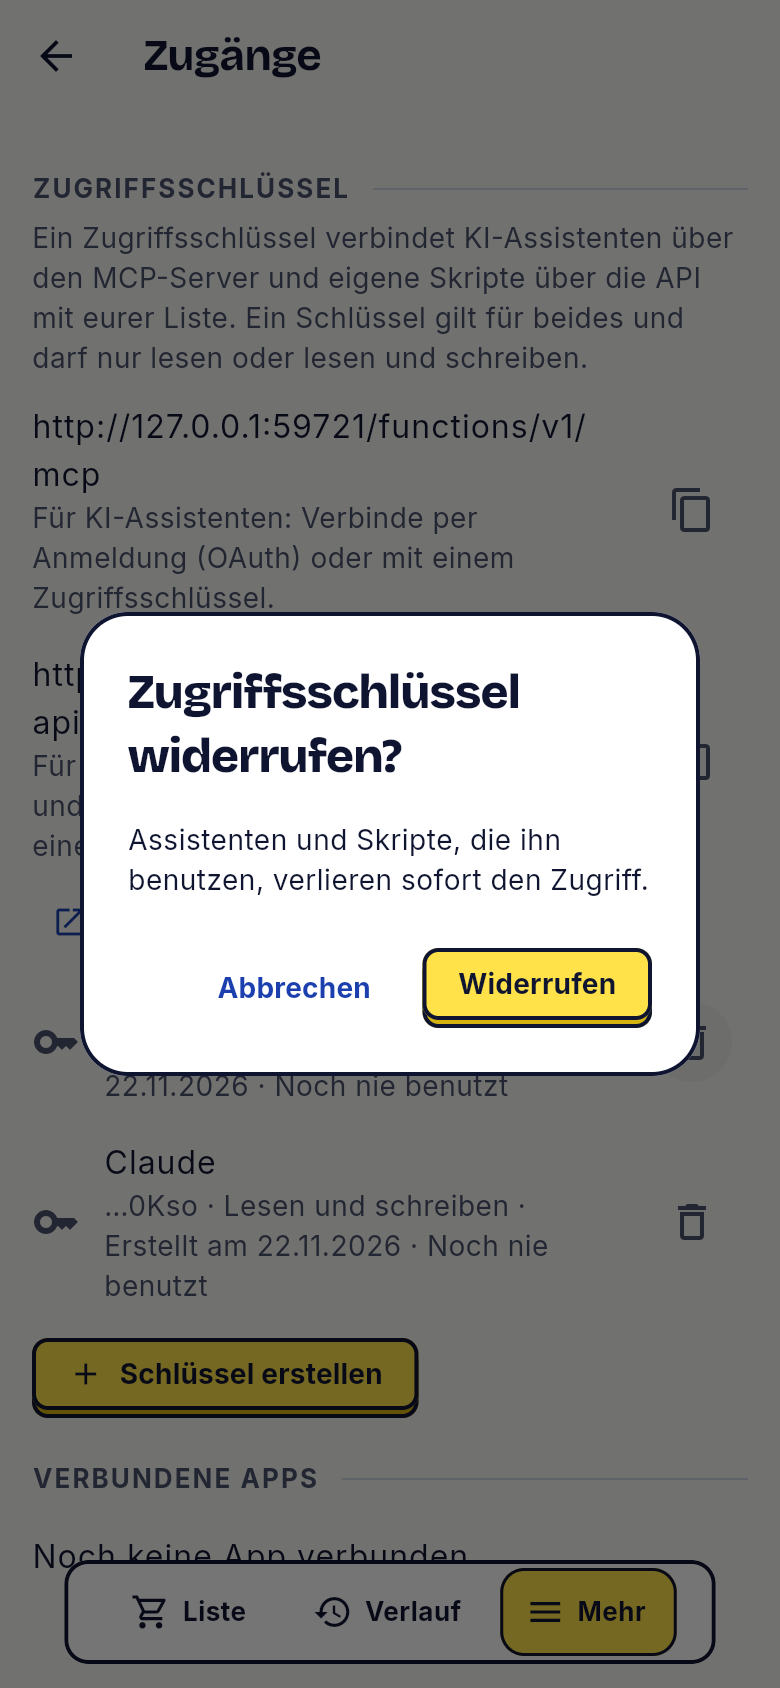 Zugänge
ZUGRIFFSSCHLÜSSEL
Ein Zugriffsschlüssel verbindet KI-Assistenten über
den MCP-Server und eigene Skripte über die API
mit eurer Liste. Ein Schlüssel gilt für beides und
darf nur lesen oder lesen und schreiben.
http://127.0.0.1:59721/functions/v1/
mcp
Für KI-Assistenten: Verbinde per
Anmeldung (OAuth) oder mit einem
Zugriffsschlüssel.
api
Für
und
Zugriffsschlüssel
widerrufen?
Assistenten und Skripte, die ihn
benutzen, verlieren sofort den Zugriff.
Abbrechen
Widerrufen
22.11.2026 · Noch nie benutzt
Claude
…0Kso · Lesen und schreiben ·
Erstellt am 22.11.2026 · Noch nie
benutzt
Schlüssel erstellen
VERBUNDENE APPS
Noch keine App verbunden
Liste
Verlauf
Mehr